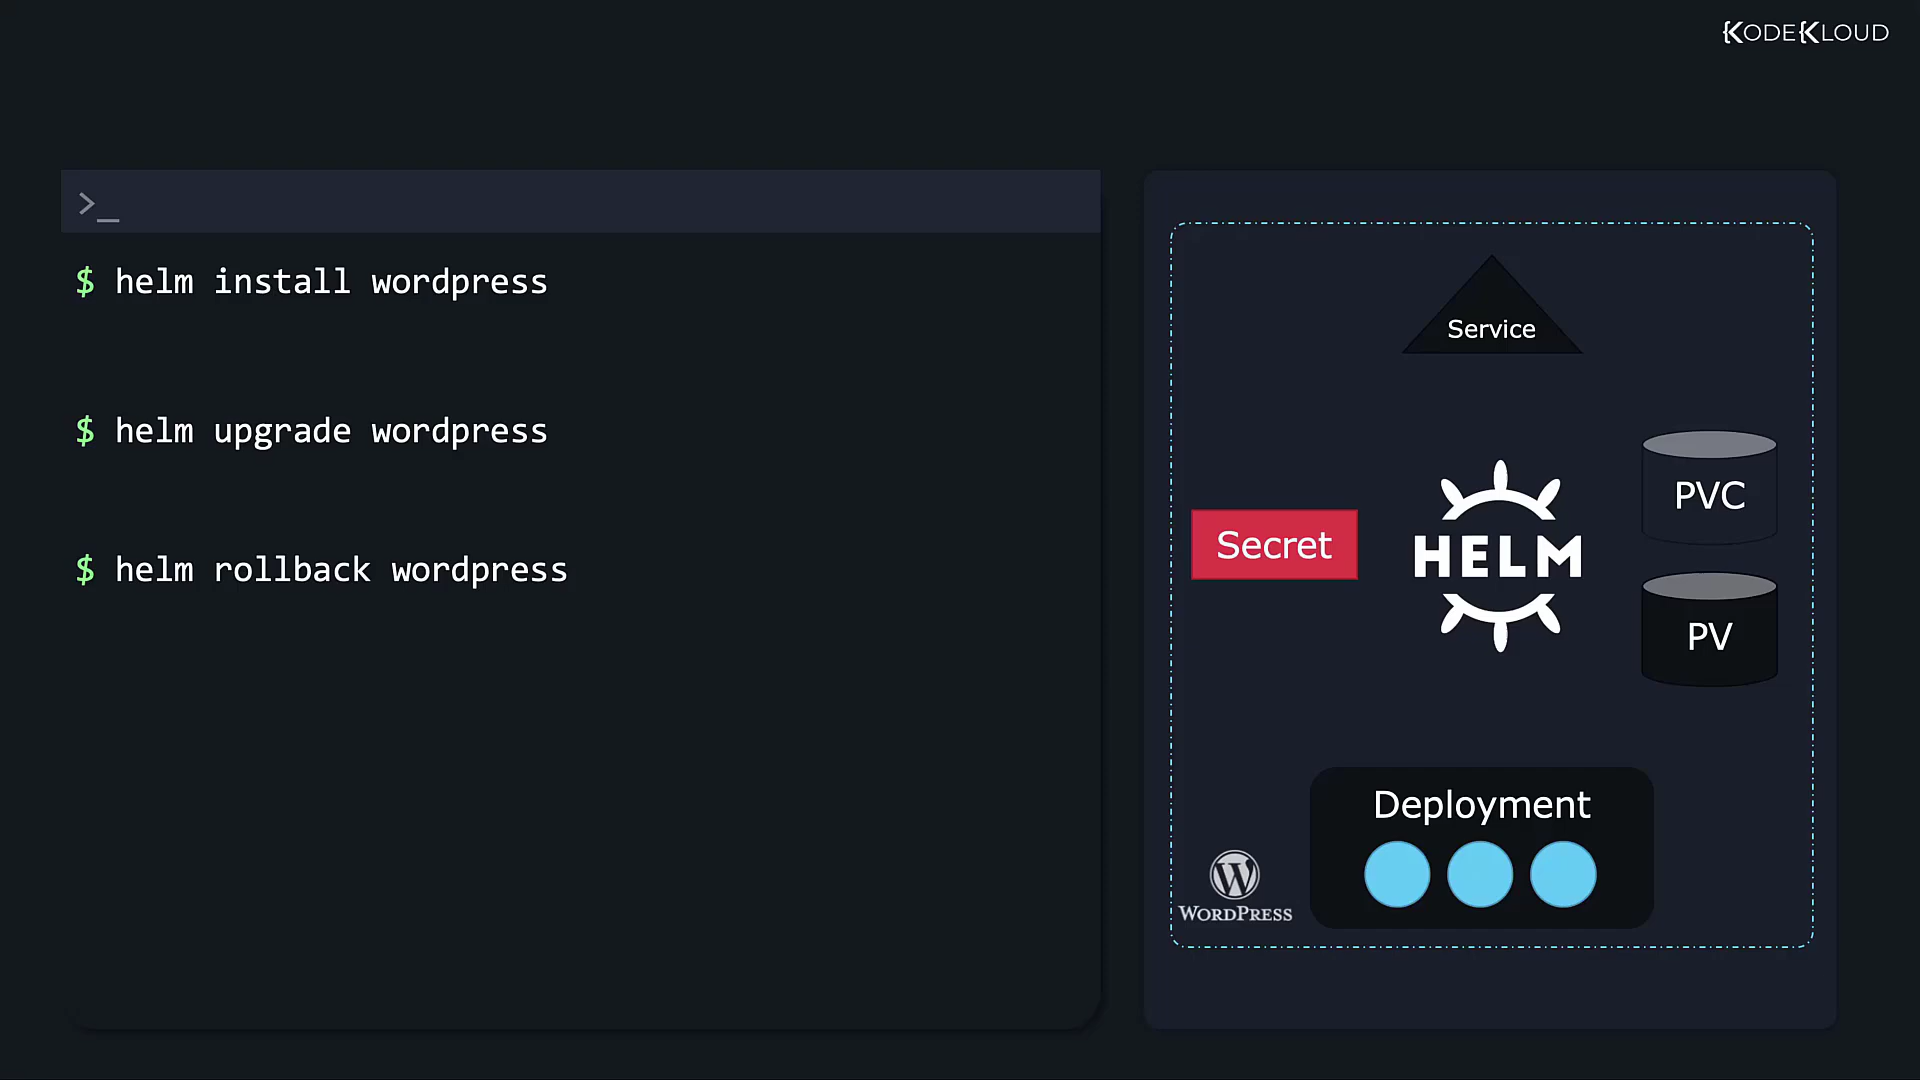 KODEKLOUD
>_
$ helm install wordpress
$ helm upgrade wordpress
$ helm rollback wordpress
Service
PVC
Secret
HELM
PV
Deployment
W
WORDPRESS